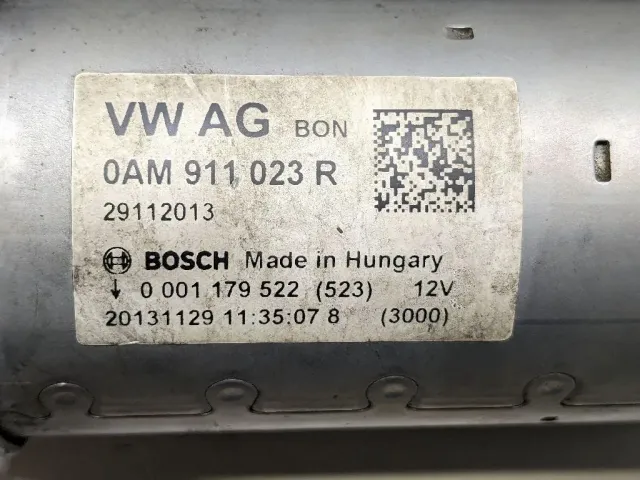 VW AG BON
0AM 911 023 R
29112013
BOSCH Made in Hungary
0 001 179 522 (523) 12V
20131129 11:35:07 8 (3000)